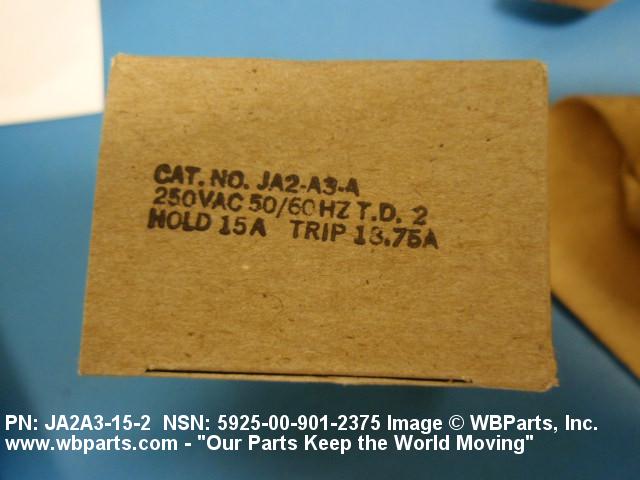 CAT. NO. JA2-A3-A
250VAC 50/60HZ T.D. 2
HOLD 15A TRIP 18.75A
PN: JA2A3-15-2 NSN: 5925-00-901-2375 Image © WBParts, Inc.
www.wbparts.com - "Our Parts Keep the World Moving"